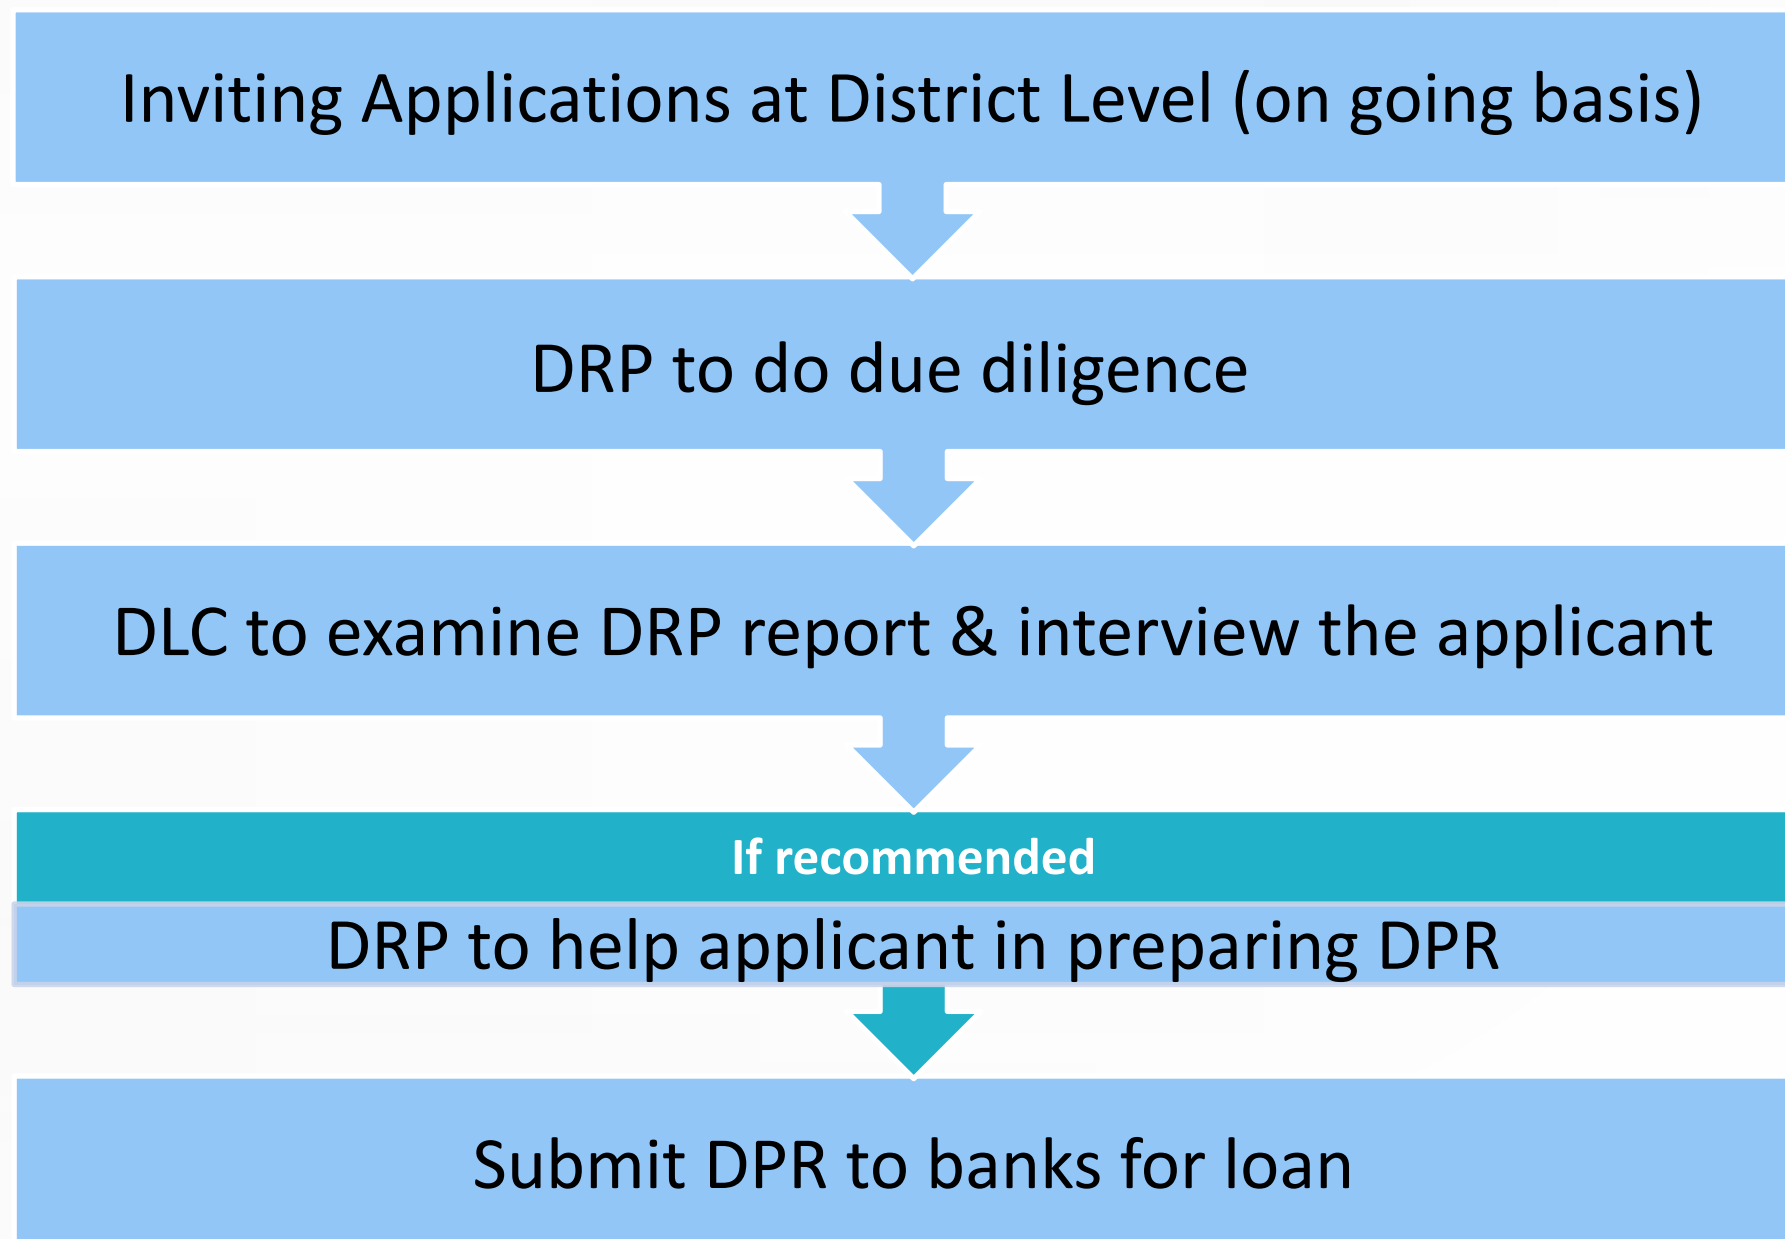 Inviting Applications at District Level (on going basis)
DRP to do due diligence
DLC to examine DRP report & interview the applicant
If recommended
DRP to help applicant in preparing DPR
Submit DPR to banks for loan